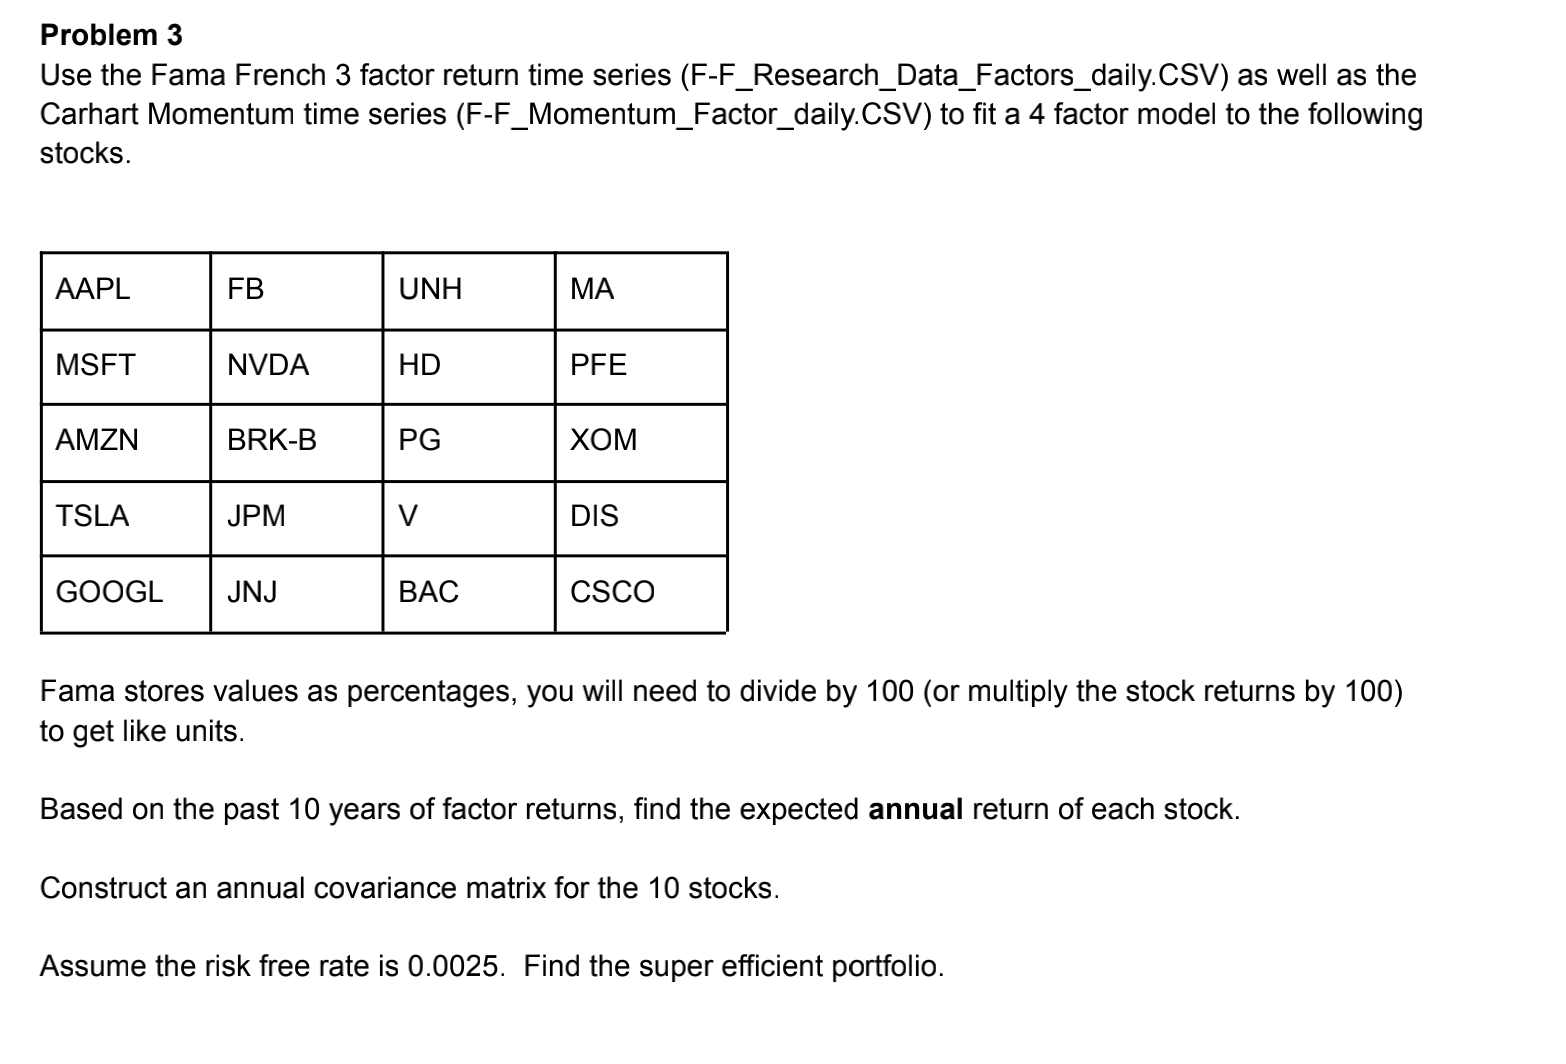 Problem 3
Use the Fama French 3 factor return time series (F-F_Research_Data_Factors_daily.CSV) as well as the
Carhart Momentum time series (F-F_Momentum_Factor_daily.CSV) to fit a 4 factor model to the following
stocks.
AAPL FB UNH MA
MSFT NVDA HD PFE
AMZN BRK-B PG XOM
TSLA JPM V DIS
GOOGL JNJ BAC CSCO
Fama stores values as percentages, you will need to divide by 100 (or multiply the stock returns by 100)
to get like units.
Based on the past 10 years of factor returns, find the expected annual return of each stock.
Construct an annual covariance matrix for the 10 stocks.
Assume the risk free rate is 0.0025.  Find the super efficient portfolio.